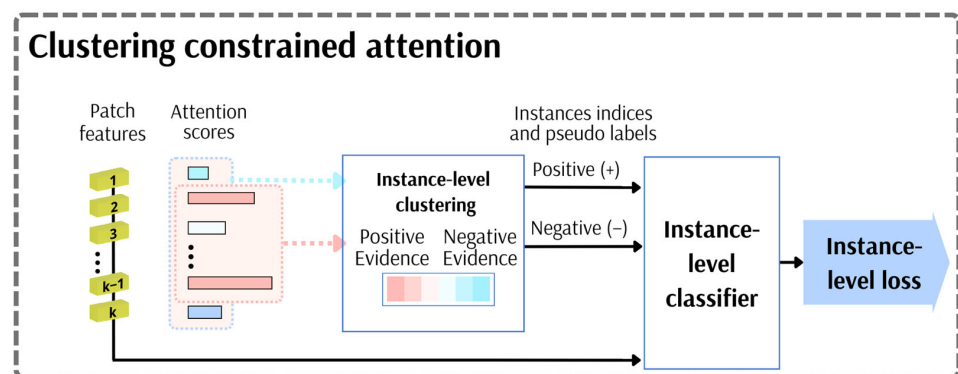 Clustering constrained attention
Patch
features
Attention
scores
Instances indices
and pseudo labels
1
2
3
k–1
k
Instance-level
clustering
Positive
Evidence
Negative
Evidence
Positive (+)
Negative (–)
Instance-
level
classifier
Instance-
level loss